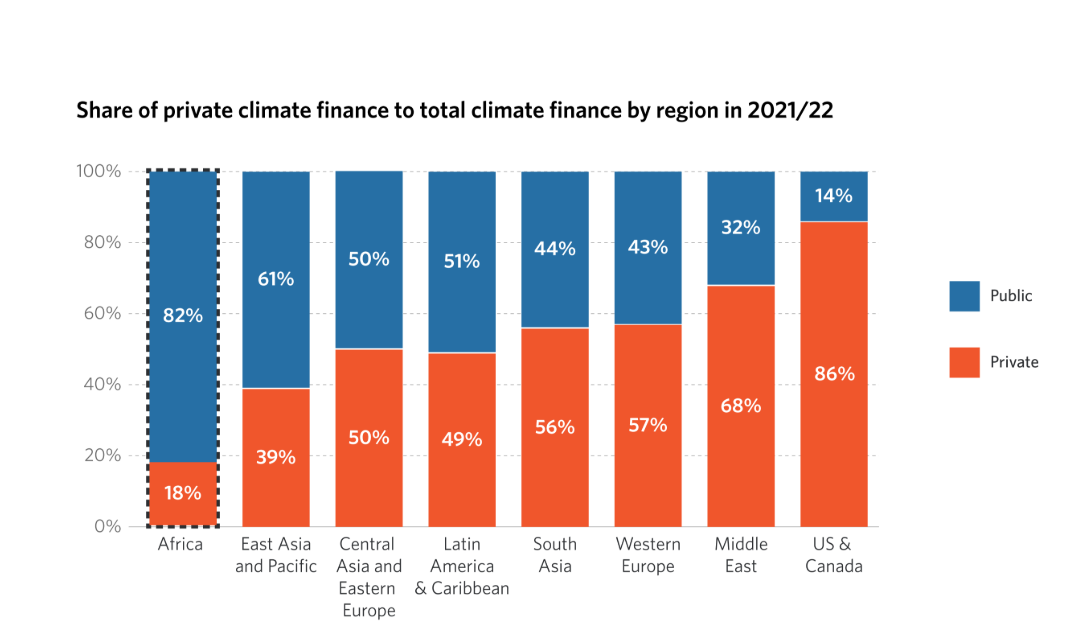 Share of private climate finance to total climate finance by region in 2021/22
100%
80%
60%
40%
20%
0%
82%
18%
61%
39%
50%
50%
51%
49%
44%
56%
43%
57%
32%
68%
14%
86%
Africa
East Asia
and Pacific
Central
Asia and
Eastern
Europe
Latin
America
& Caribbean
South
Asia
Western
Europe
Middle
East
US &
Canada
Public
Private